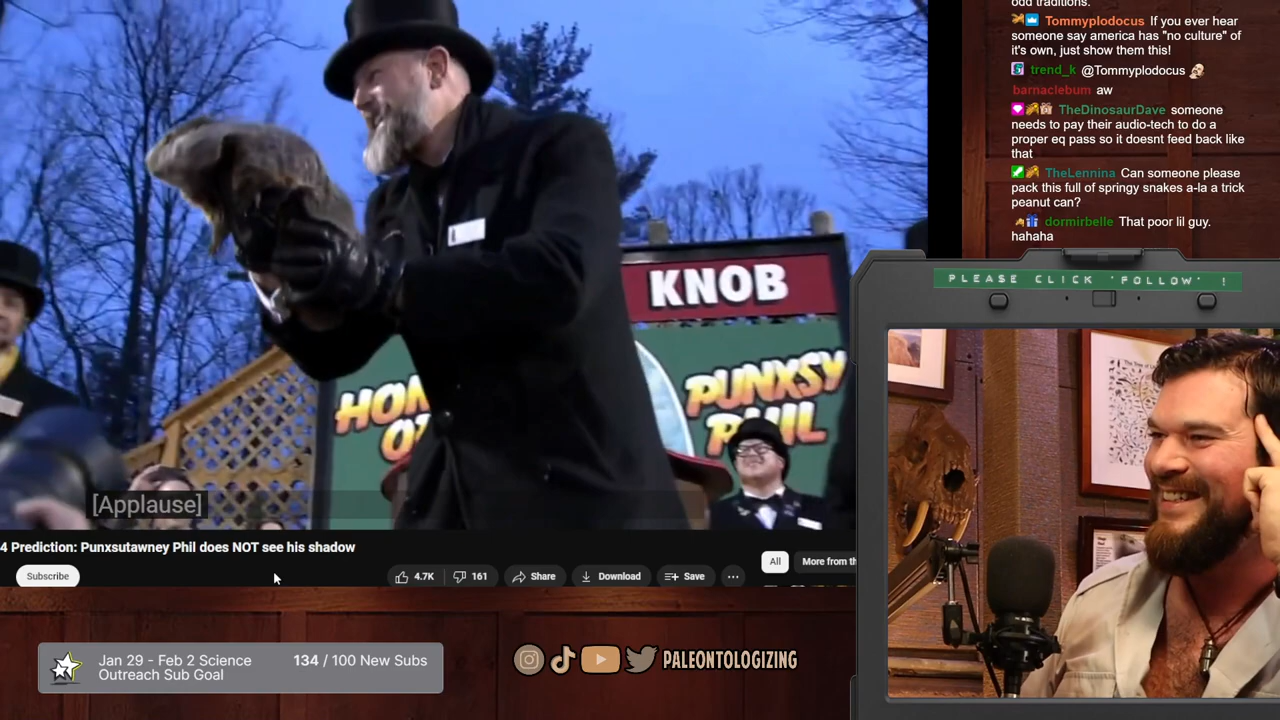 odd traditions.
Tommyplodocus If you ever hear
someone say america has "no culture" of
it's own, just show them this!
trend_k @Tommyplodocus
barnaclebum aw
TheDinosaurDave someone
needs to pay their audio-tech to do a
proper eq pass so it doesnt feed back like
that
TheLennina Can someone please
pack this full of springy snakes a-la a trick
peanut can?
dormirbelle That poor lil guy.
hahaha
PLEASE CLICK 'FOLLOW' !
KNOB
HOM
PUNXSY
PHIL
[Applause]
4 Prediction: Punxsutawney Phil does NOT see his shadow
Subscribe
4.7K
161
Share
Download
Save
All
More from th
Jan 29 - Feb 2 Science
Outreach Sub Goal
134 / 100 New Subs
PALEONTOLOGIZING